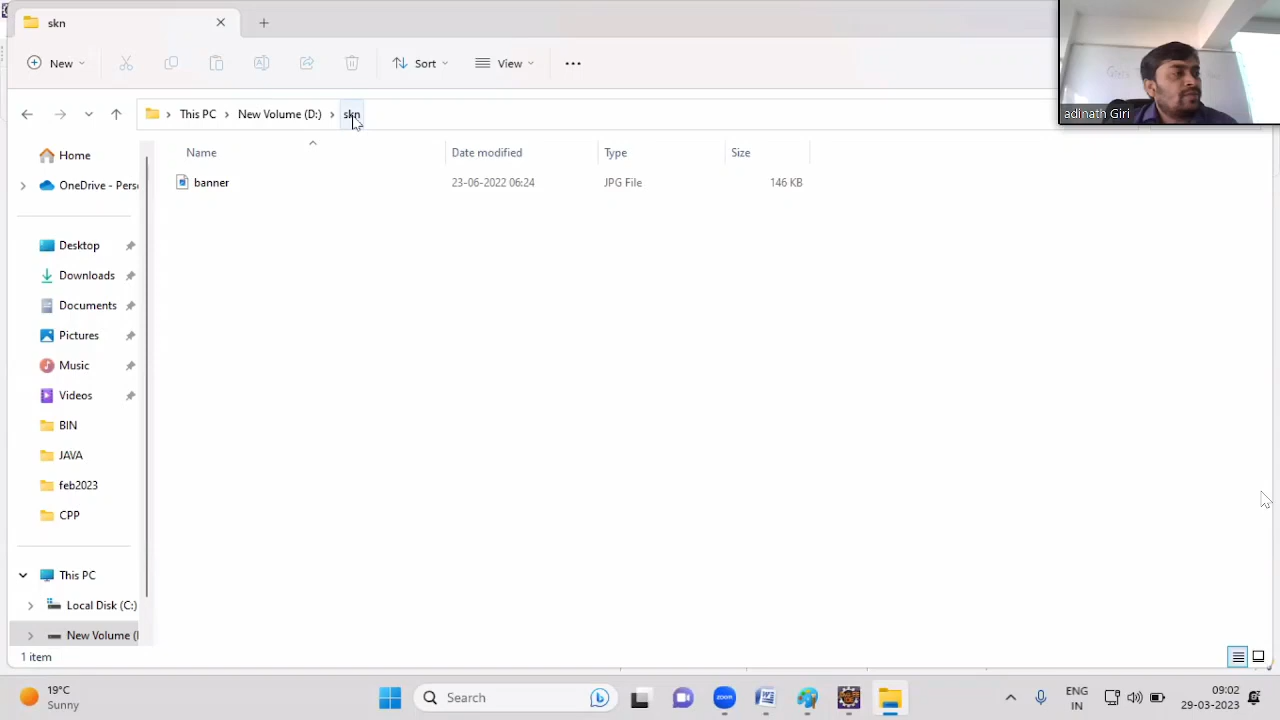 skn
New
Sort
View
This PC
New Volume (D:)
skn
adinath Giri
Name
Date modified
Type
Size
banner
23-06-2022 06:24
JPG File
146 KB
Home
OneDrive - Pers
Desktop
Downloads
Documents
Pictures
Music
Videos
BIN
JAVA
feb2023
CPP
This PC
Local Disk (C:)
New Volume (
1 item
19°C
Sunny
Search
zoom
ENG
IN
09:02
29-03-2023